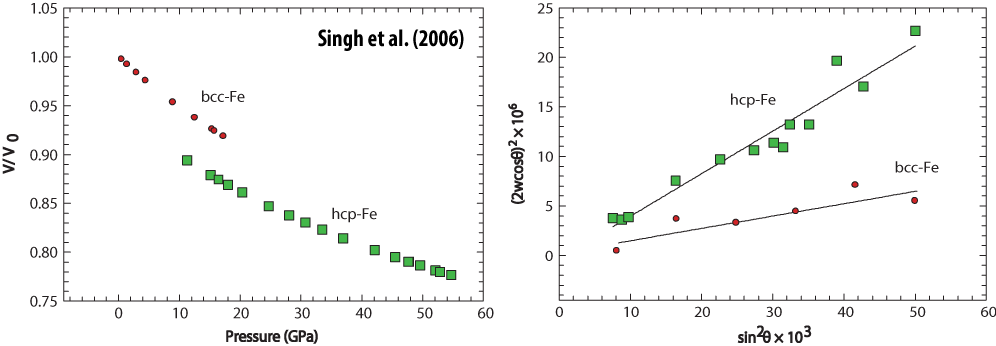 Singh et al. (2006)
1.05
1.00
0.95
0.90
0.85
0.80
0.75
V/V0
bcc-Fe
hcp-Fe
0 10 20 30 40 50 60
Pressure (GPa)
25
20
15
10
5
0
(2wcosθ)² × 10⁶
hcp-Fe
bcc-Fe
0 10 20 30 40 50 60
sin²θ × 10³